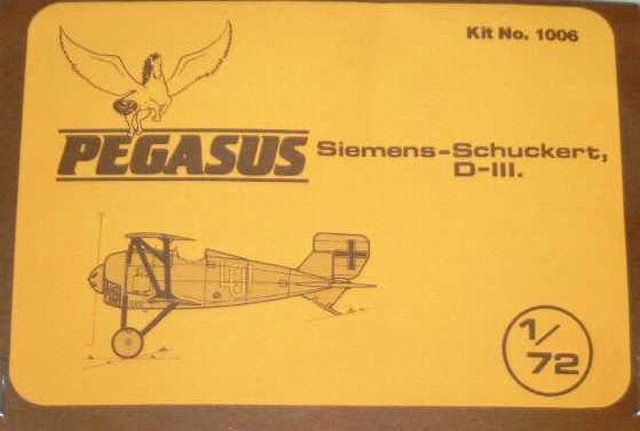 Kit No. 1006
PEGASUS
Siemens-Schuckert,
D-III.
1/72